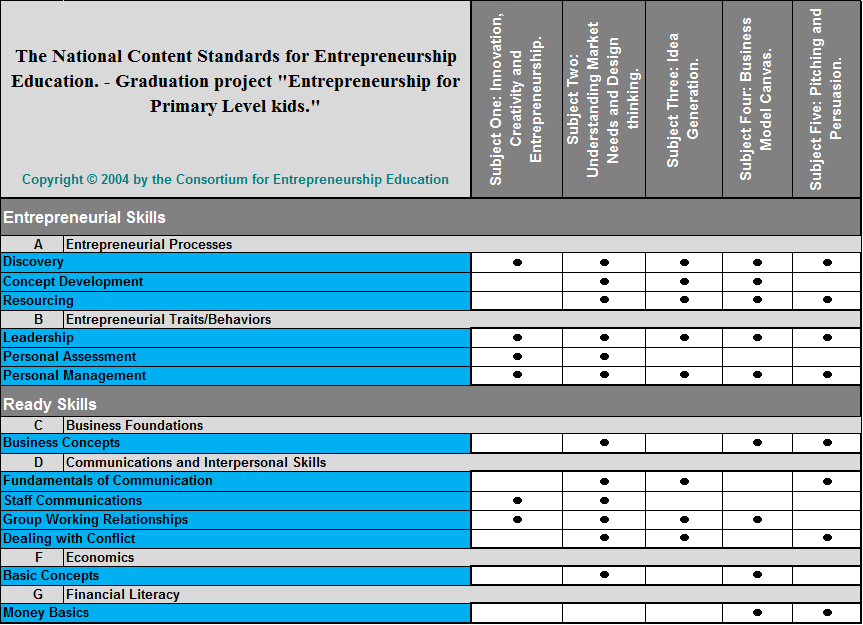 The National Content Standards for Entrepreneurship
Education. - Graduation project "Entrepreneurship for
Primary Level kids."
Copyright © 2004 by the Consortium for Entrepreneurship Education
Subject One: Innovation,
Creativity and
Entrepreneurship.
Subject Two:
Understanding Market
Needs and Design
thinking.
Subject Three: Idea
Generation.
Subject Four: Business
Model Canvas.
Subject Five: Pitching and
Persuasion.
Entrepreneurial Skills
A Entrepreneurial Processes
Discovery
Concept Development
Resourcing
B Entrepreneurial Traits/Behaviors
Leadership
Personal Assessment
Personal Management
Ready Skills
C Business Foundations
Business Concepts
D Communications and Interpersonal Skills
Fundamentals of Communication
Staff Communications
Group Working Relationships
Dealing with Conflict
F Economics
Basic Concepts
G Financial Literacy
Money Basics